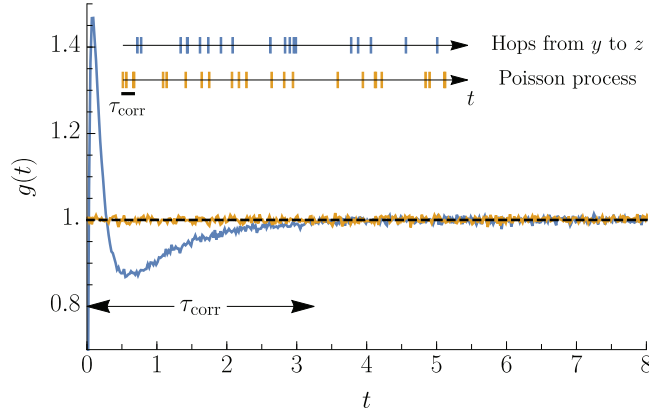 1.4
1.2
1.
0.8
g(t)
Hops from y to z
Poisson process
τcorr
t
τcorr
0 1 2 3 4 5 6 7 8
t